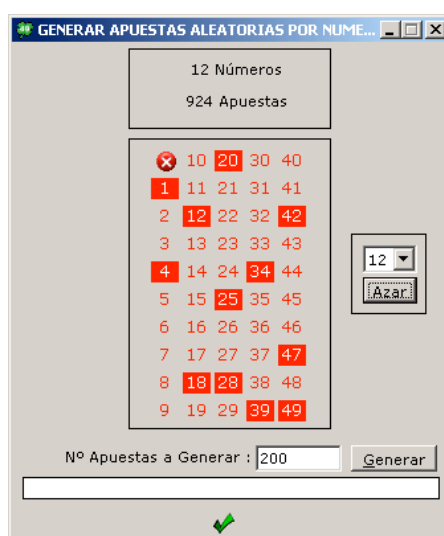 GENERAR APUESTAS ALEATORIAS POR NUME...
12 Números
924 Apuestas
10 20 30 40
1 11 21 31 41
2 12 22 32 42
3 13 23 33 43
4 14 24 34 44
5 15 25 35 45
6 16 26 36 46
7 17 27 37 47
8 18 28 38 48
9 19 29 39 49
12
Azar
Nº Apuestas a Generar : 200 Generar